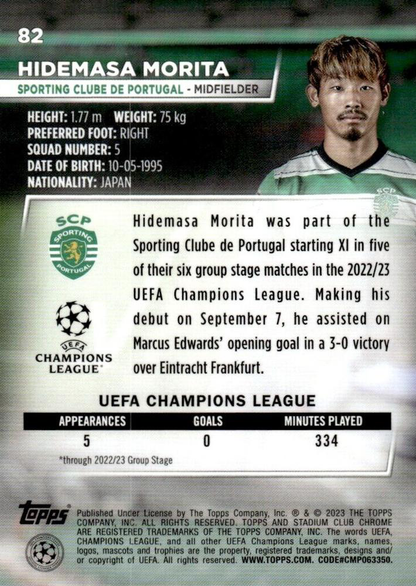 82
HIDEMASA MORITA
SPORTING CLUBE DE PORTUGAL - MIDFIELDER
HEIGHT: 1.77 m WEIGHT: 75 kg
PREFERRED FOOT: RIGHT
SQUAD NUMBER: 5
DATE OF BIRTH: 10-05-1995
NATIONALITY: JAPAN
SCP
SPORTING
PORTUGAL
UEFA
CHAMPIONS
LEAGUE®
Hidemasa Morita was part of the
Sporting Clube de Portugal starting XI in five
of their six group stage matches in the 2022/23
UEFA Champions League. Making his
debut on September 7, he assisted on
Marcus Edwards' opening goal in a 3-0 victory
over Eintracht Frankfurt.
UEFA CHAMPIONS LEAGUE
APPEARANCES GOALS MINUTES PLAYED
5 0 334
*through 2022/23 Group Stage
Topps
Published Under License by The Topps Company, Inc. ® & © 2023 THE TOPPS
COMPANY, INC. ALL RIGHTS RESERVED. TOPPS AND STADIUM CLUB CHROME
ARE REGISTERED TRADEMARKS OF THE TOPPS COMPANY, INC. The words UEFA,
CHAMPIONS LEAGUE, and all other UEFA Champions League marks, names,
logos, mascots and trophies are the property, registered trademarks, designs and/
or copyright of UEFA. All rights reserved. WWW.TOPPS.COM. CODE#CMP063350.